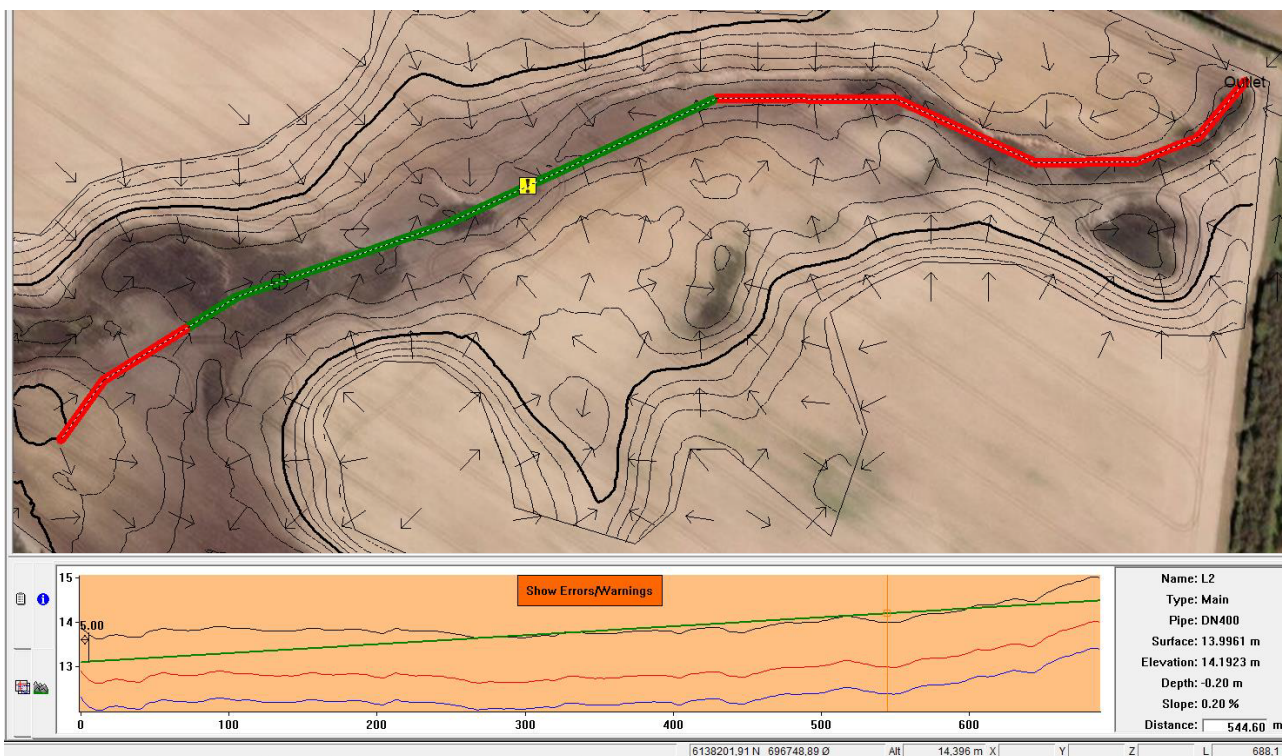 Outlet
!
15
Show Errors/Warnings
5.00
14
13
0
100
200
300
400
500
600
Name: L2
Type: Main
Pipe: DN400
Surface: 13.9961 m
Elevation: 14.1923 m
Depth: -0.20 m
Slope: 0.20 %
Distance: 544.60 m
6138201,91 N 696748,89 Ø Alt 14,396 m X Y Z L 688,1